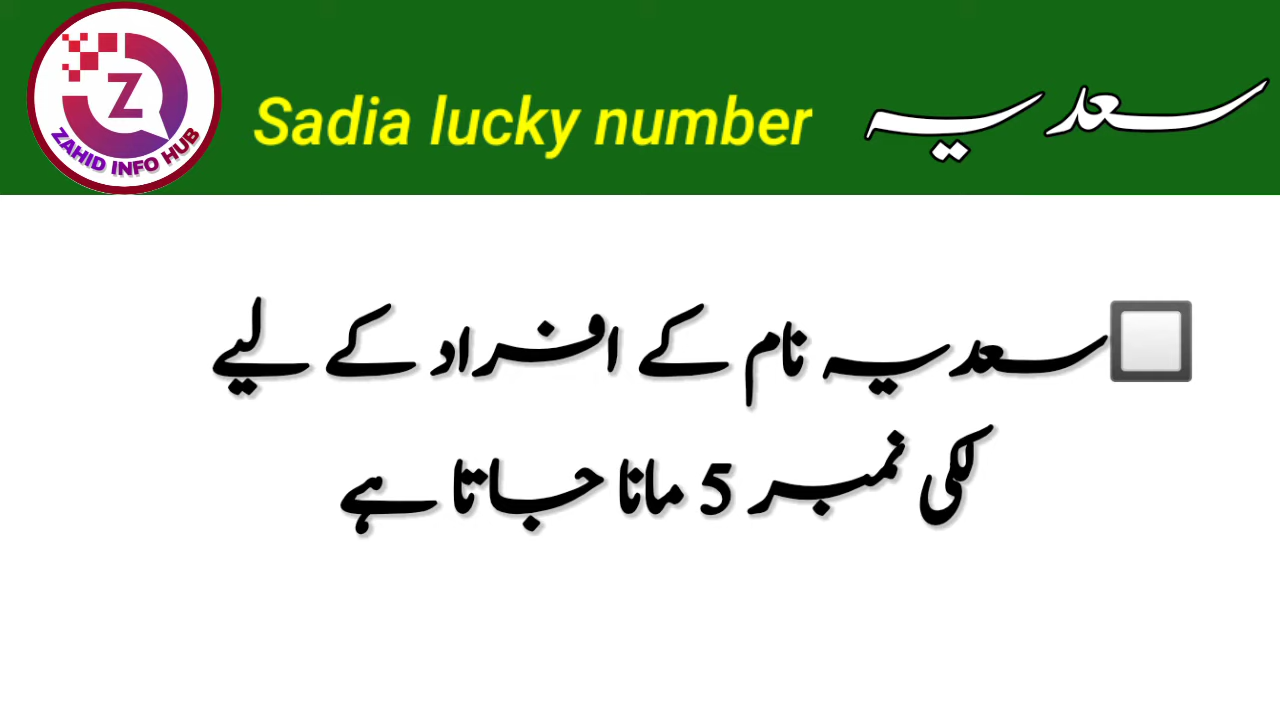 Z
ZAHID INFO HUB
Sadia lucky number
سعدیہ
سعدیہ نام کے افراد کے لیے
لکی نمبر 5 مانا جاتا ہے